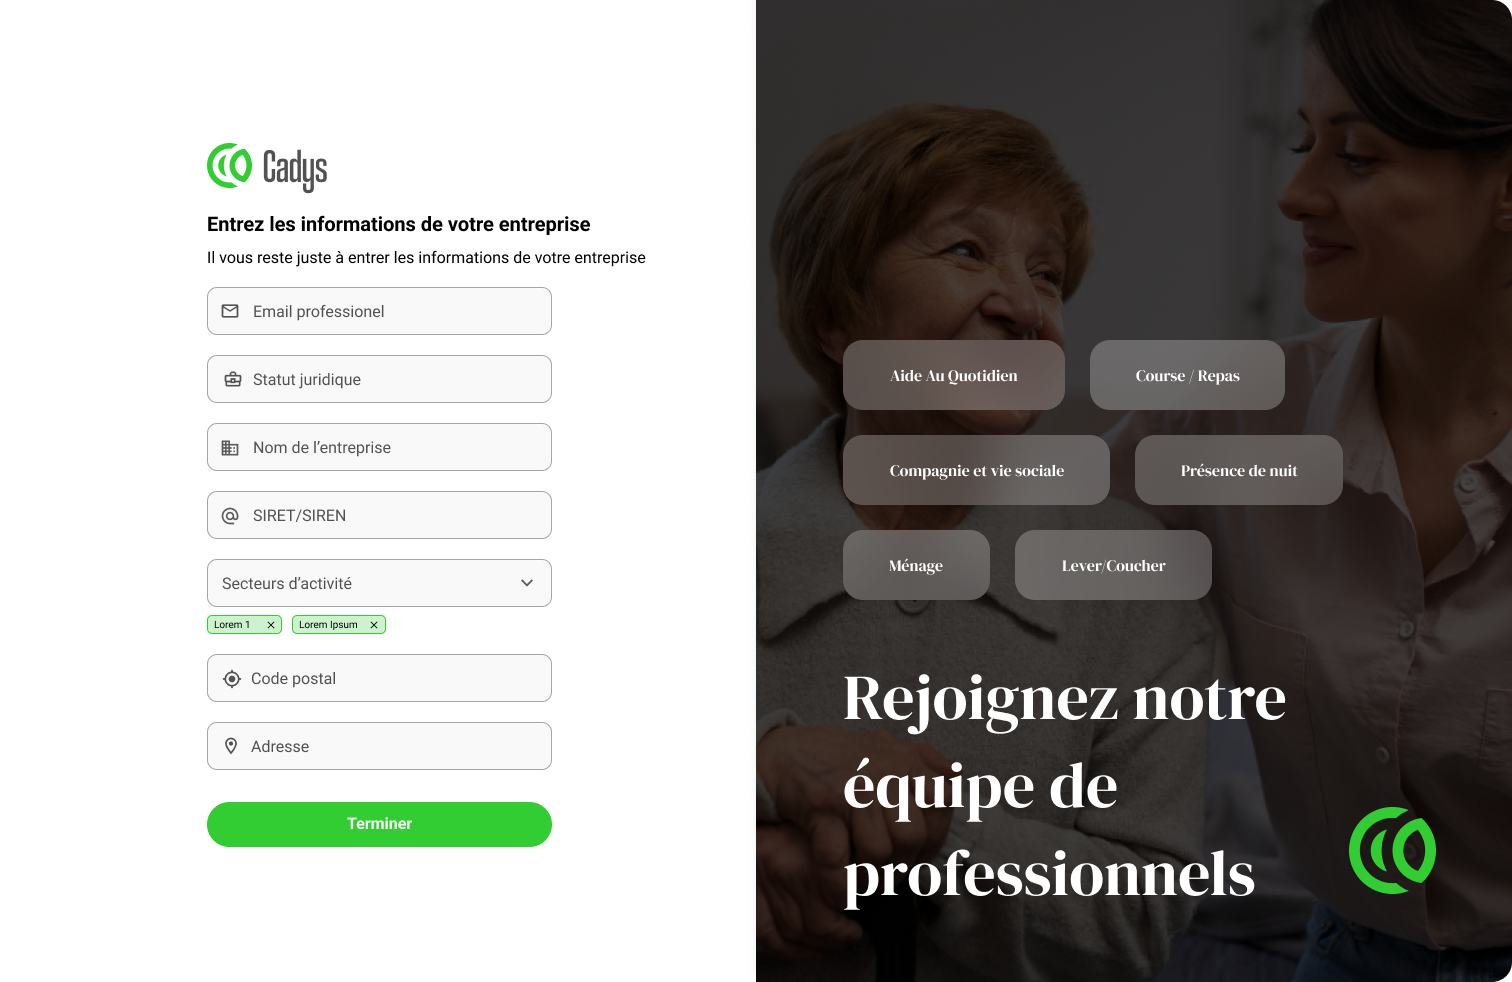 Cadys
Entrez les informations de votre entreprise
Il vous reste juste à entrer les informations de votre entreprise
Email professionel
Statut juridique
Nom de l’entreprise
SIRET/SIREN
Secteurs d’activité
Lorem 1
Lorem Ipsum
Code postal
Adresse
Terminer
Aide Au Quotidien
Course / Repas
Compagnie et vie sociale
Présence de nuit
Ménage
Lever/Coucher
Rejoignez notre
équipe de
professionnels